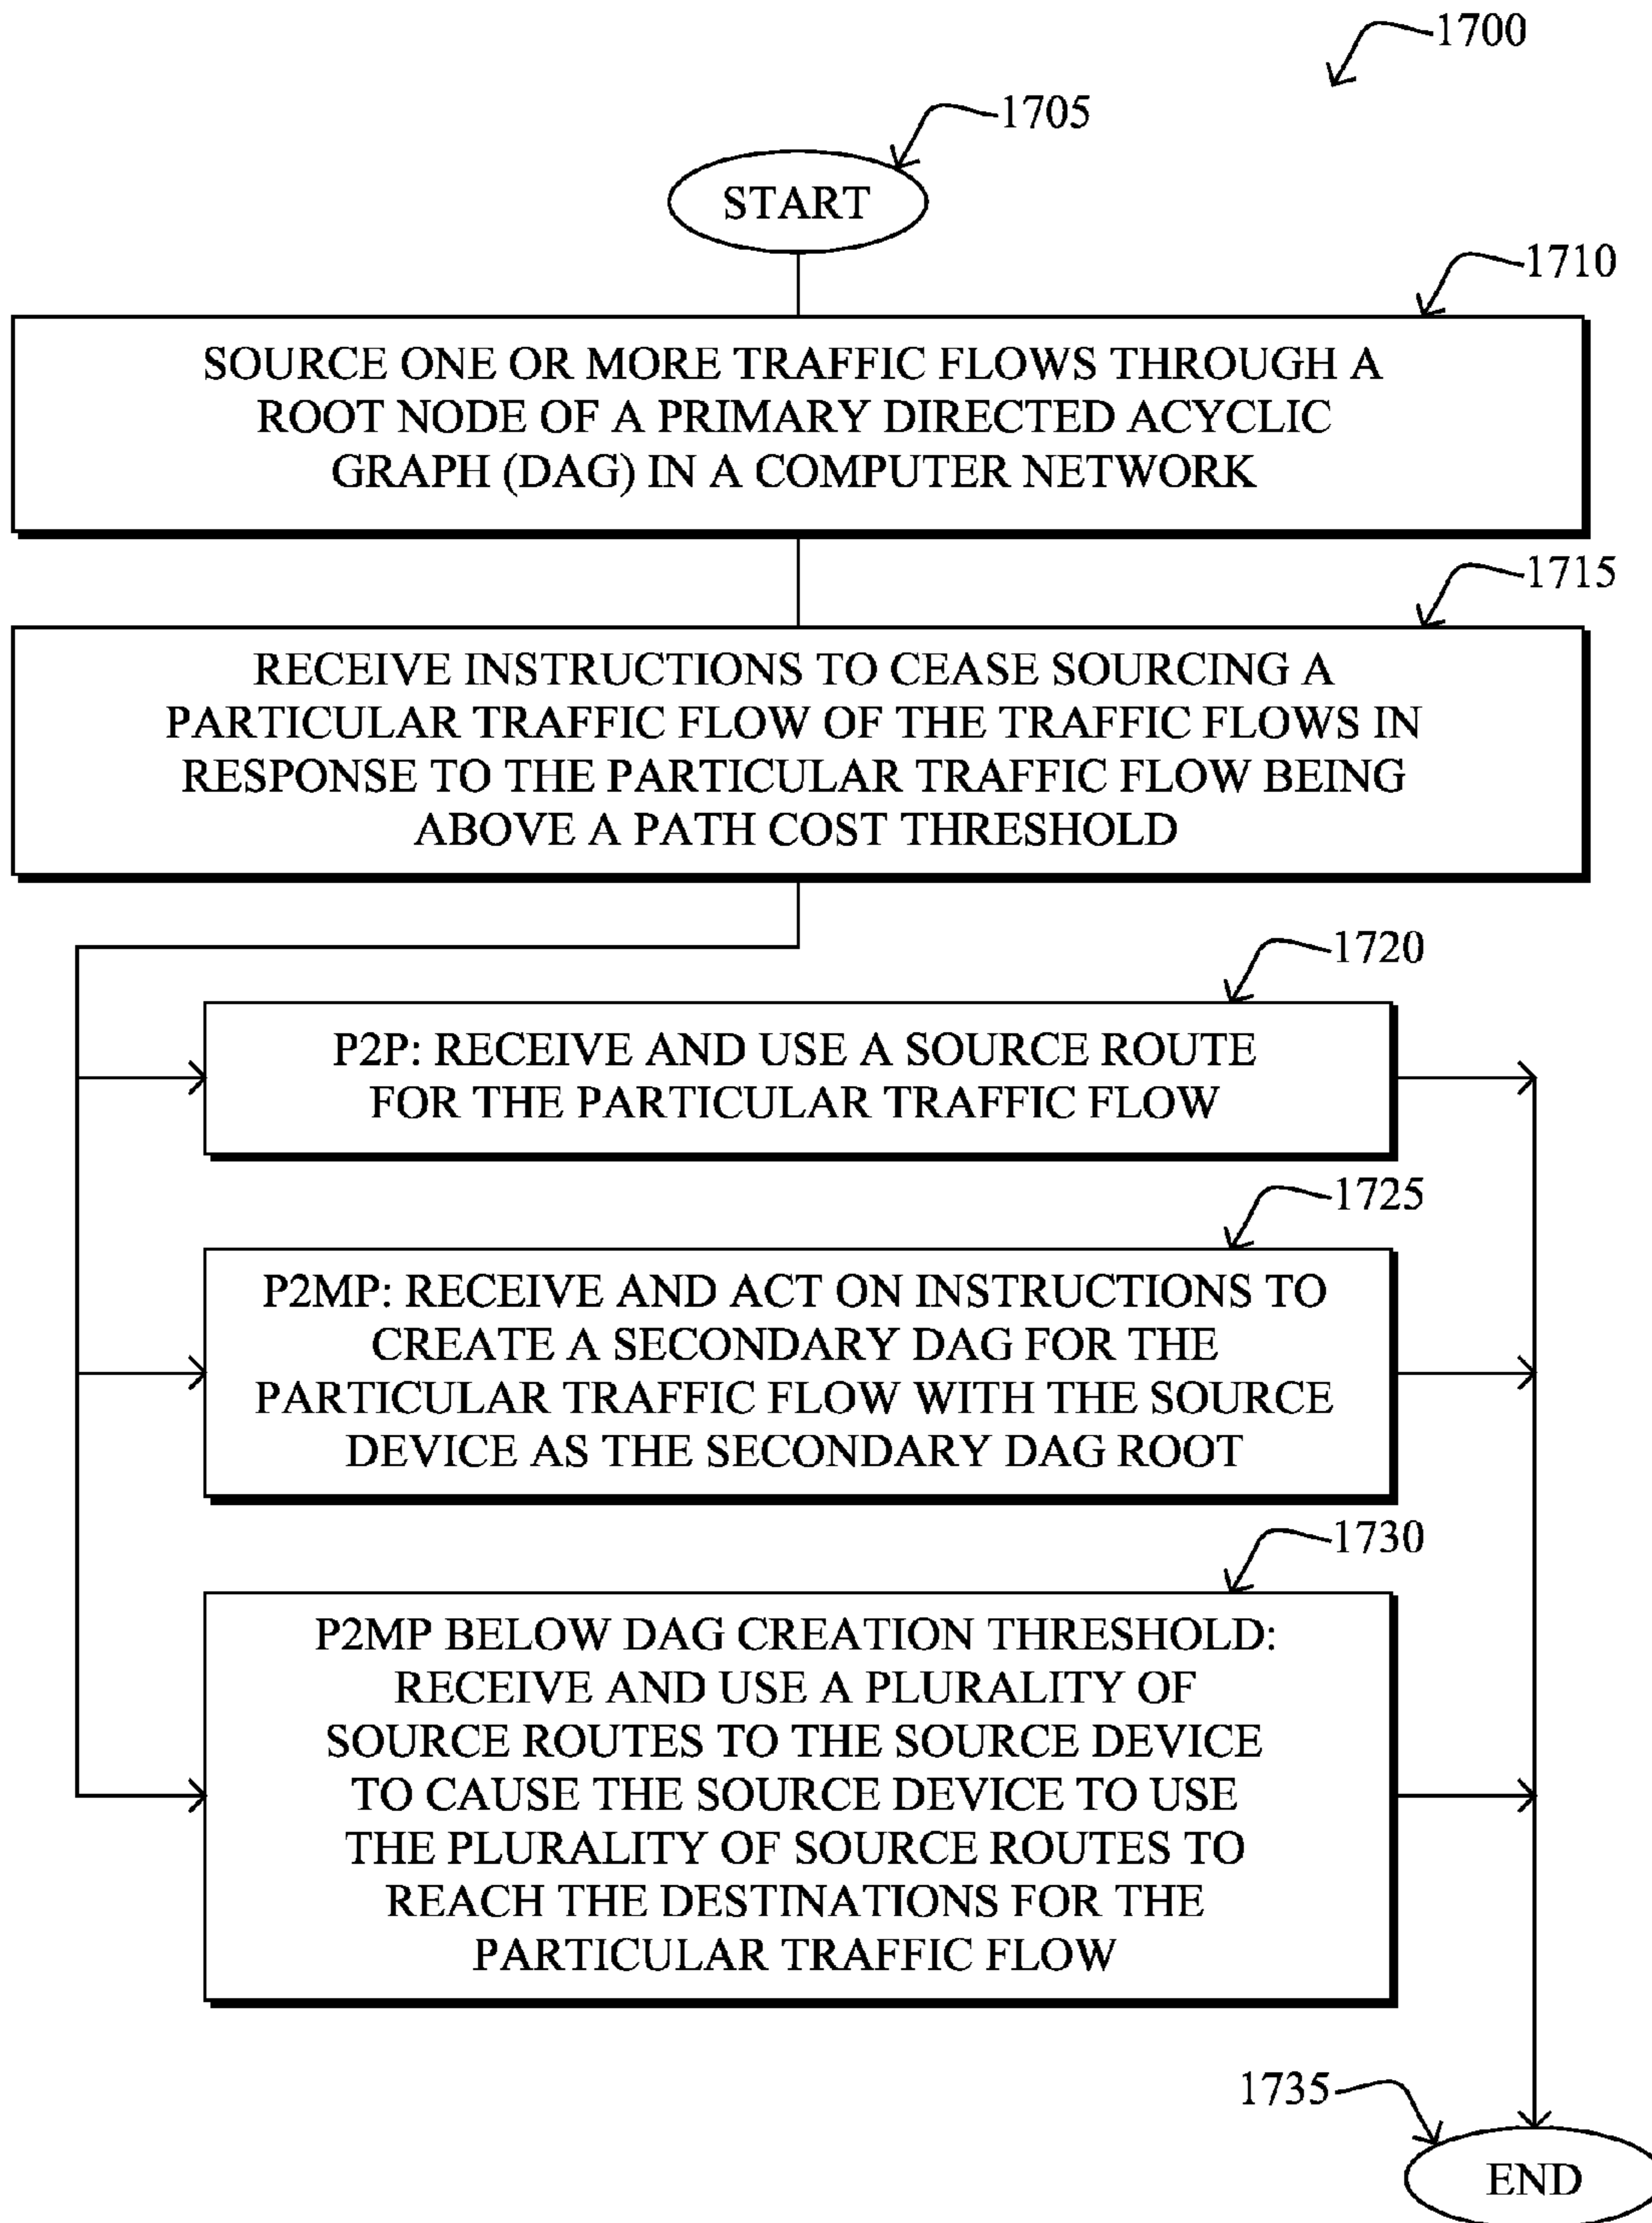 1700
1705
START
1710
SOURCE ONE OR MORE TRAFFIC FLOWS THROUGH A
ROOT NODE OF A PRIMARY DIRECTED ACYCLIC
GRAPH (DAG) IN A COMPUTER NETWORK
1715
RECEIVE INSTRUCTIONS TO CEASE SOURCING A
PARTICULAR TRAFFIC FLOW OF THE TRAFFIC FLOWS IN
RESPONSE TO THE PARTICULAR TRAFFIC FLOW BEING
ABOVE A PATH COST THRESHOLD
1720
P2P: RECEIVE AND USE A SOURCE ROUTE
FOR THE PARTICULAR TRAFFIC FLOW
1725
P2MP: RECEIVE AND ACT ON INSTRUCTIONS TO
CREATE A SECONDARY DAG FOR THE
PARTICULAR TRAFFIC FLOW WITH THE SOURCE
DEVICE AS THE SECONDARY DAG ROOT
1730
P2MP BELOW DAG CREATION THRESHOLD:
RECEIVE AND USE A PLURALITY OF
SOURCE ROUTES TO THE SOURCE DEVICE
TO CAUSE THE SOURCE DEVICE TO USE
THE PLURALITY OF SOURCE ROUTES TO
REACH THE DESTINATIONS FOR THE
PARTICULAR TRAFFIC FLOW
1735
END